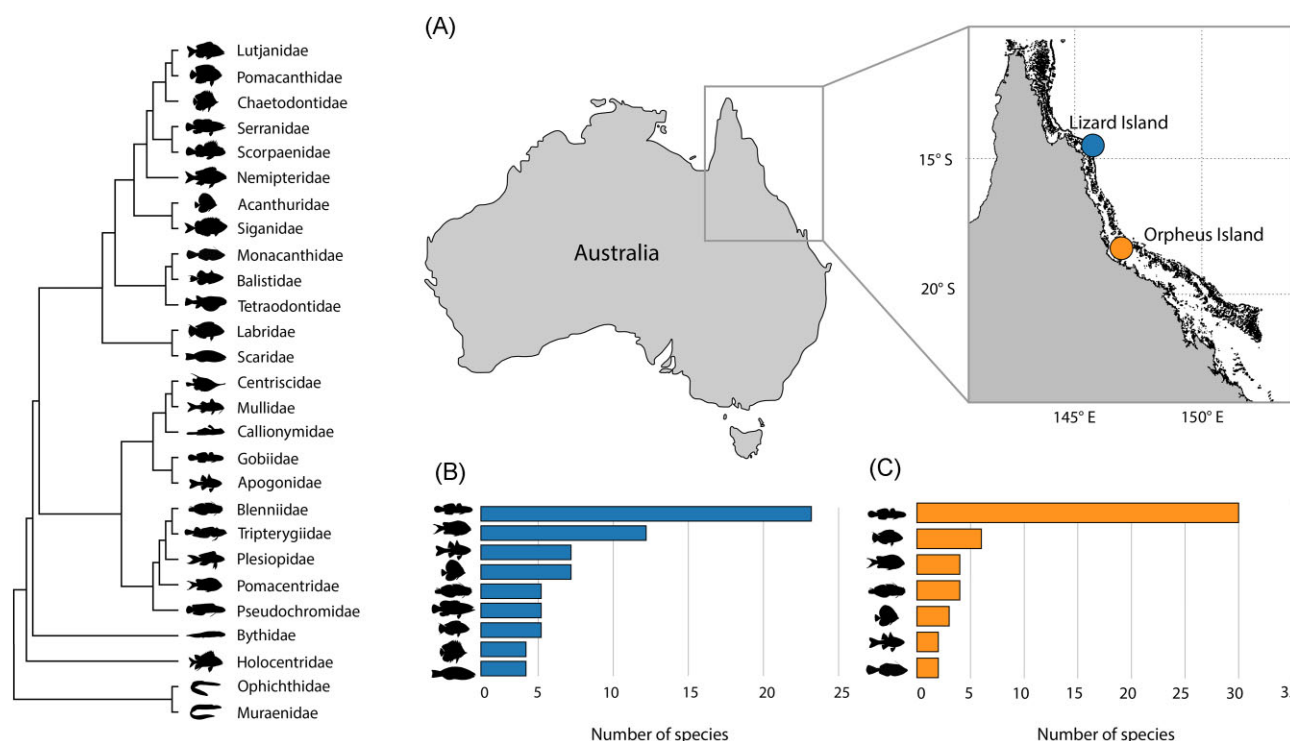 Lutjanidae
Pomacanthidae
Chaetodontidae
Serranidae
Scorpaenidae
Nemipteridae
Acanthuridae
Siganidae
Monacanthidae
Balistidae
Tetraodontidae
Labridae
Scaridae
Centriscidae
Mullidae
Callionymidae
Gobiidae
Apogonidae
Blenniidae
Tripterygiidae
Plesiopidae
Pomacentridae
Pseudochromidae
Bythidae
Holocentridae
Ophichthidae
Muraenidae
(A)
Australia
Lizard Island
15° S
Orpheus Island
20° S
145° E 150° E
(B)
0 5 10 15 20 25
Number of species
(C)
0 5 10 15 20 25 30
Number of species